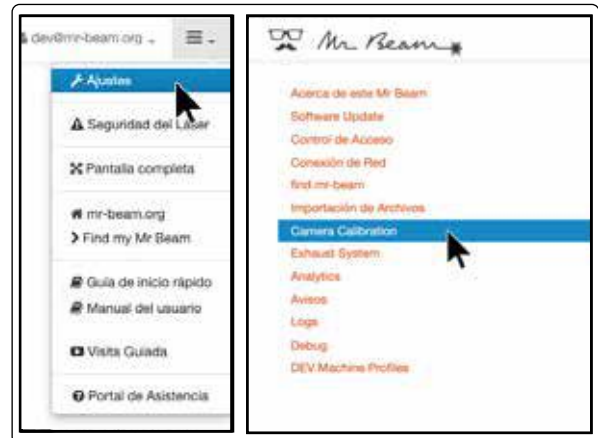 dev@mr-beam.org
Ajustes
Seguridad del Láser
Pantalla completa
mr-beam.org
Find my Mr Beam
Guía de inicio rápido
Manual del usuario
Visita Guiada
Portal de Asistencia
Mr Beam
Acerca de este Mr Beam
Software Update
Control de Acceso
Conexión de Red
find.mr-beam
Importación de Archivos
Camera Calibration
Exhaust System
Analytics
Avisos
Logs
Debug
DEV Machine Profiles